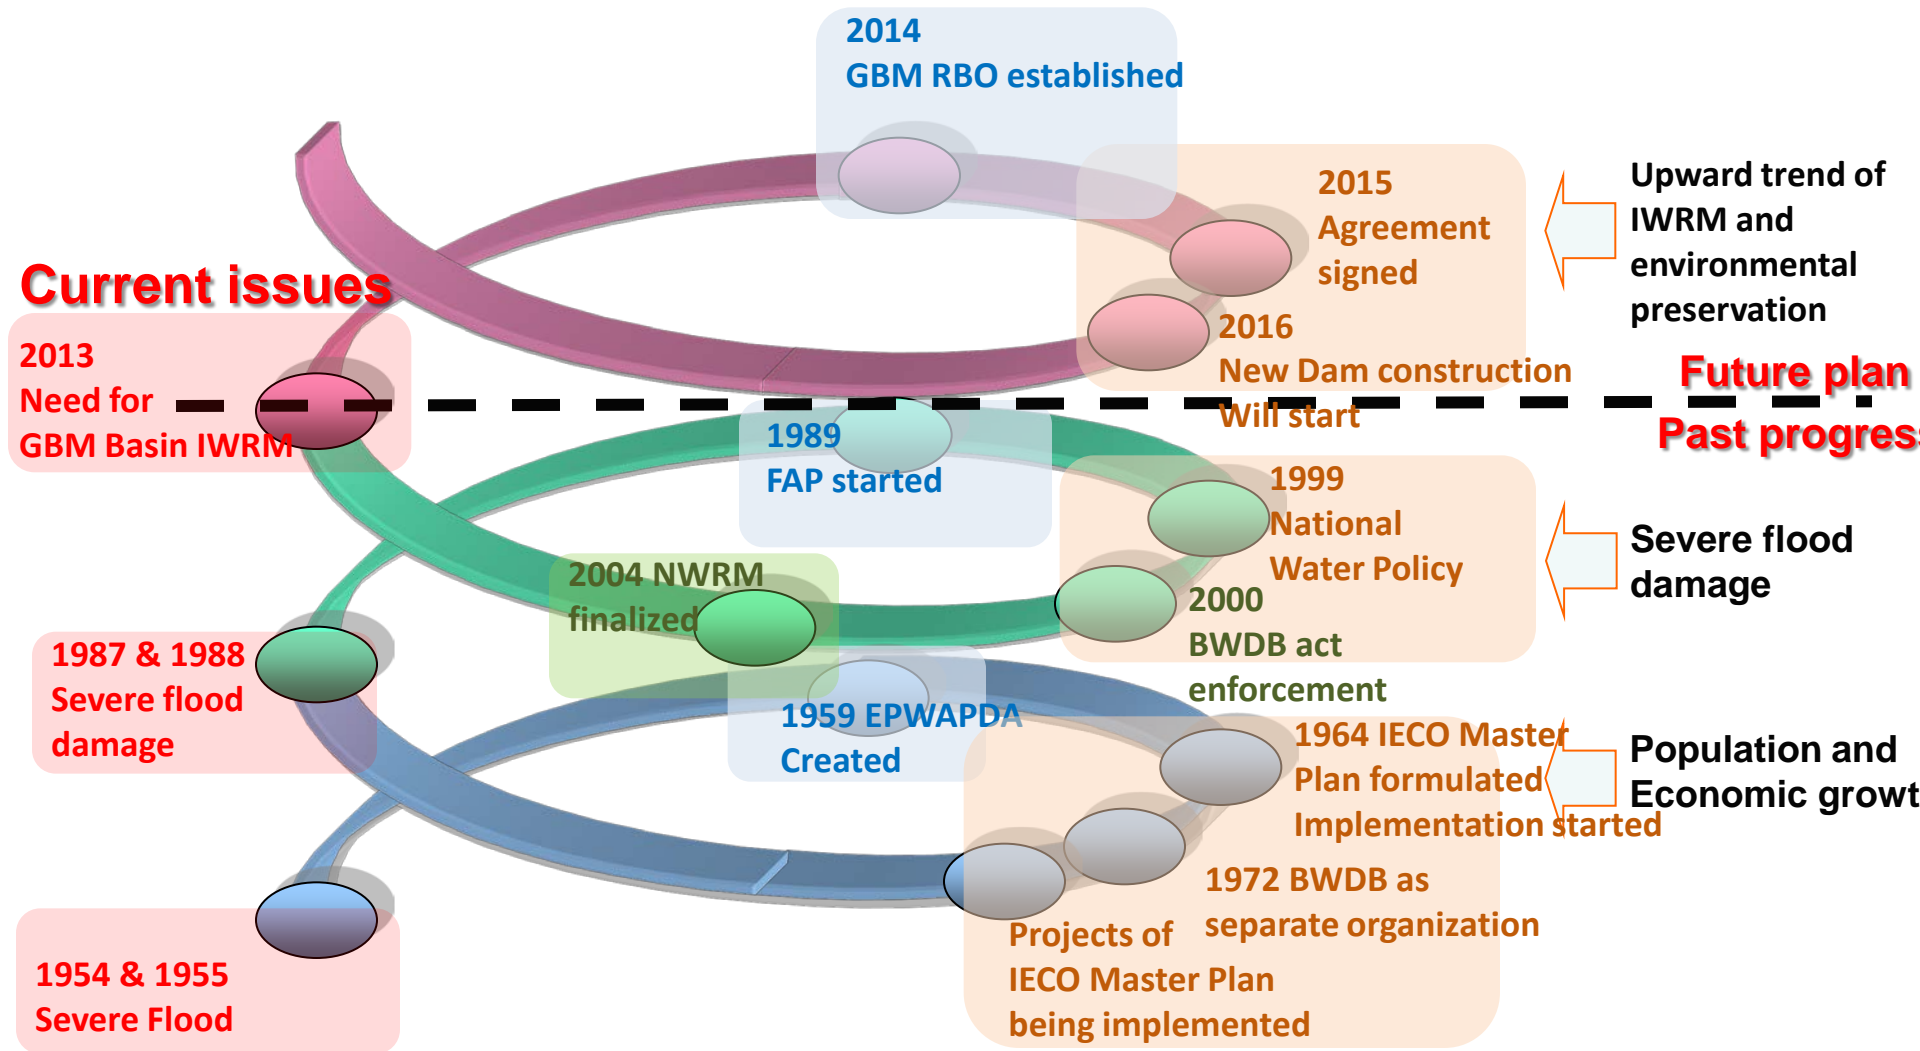 2014
GBM RBO established
2015
Agreement
signed
Upward trend of
IWRM and
environmental
preservation
Current issues
2013
Need for
GBM Basin IWRM
2016
New Dam construction
Will start
Future plan
Past progress
1989
FAP started
1999
National
Water Policy
Severe flood
damage
2004 NWRM
finalized
2000
BWDB act
enforcement
1987 & 1988
Severe flood
damage
1959 EPWAPDA
Created
1964 IECO Master
Plan formulated
Implementation started
Population and
Economic growt
1972 BWDB as
separate organization
Projects of
IECO Master Plan
being implemented
1954 & 1955
Severe Flood